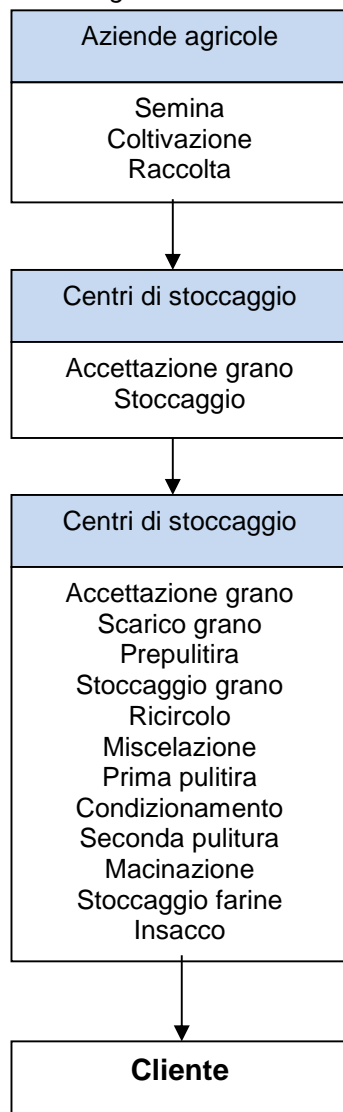 Aziende agricole
Semina
Coltivazione
Raccolta
Centri di stoccaggio
Accettazione grano
Stoccaggio
Centri di stoccaggio
Accettazione grano
Scarico grano
Prepulitira
Stoccaggio grano
Ricircolo
Miscelazione
Prima pulitira
Condizionamento
Seconda pulitura
Macinazione
Stoccaggio farine
Insacco
Cliente